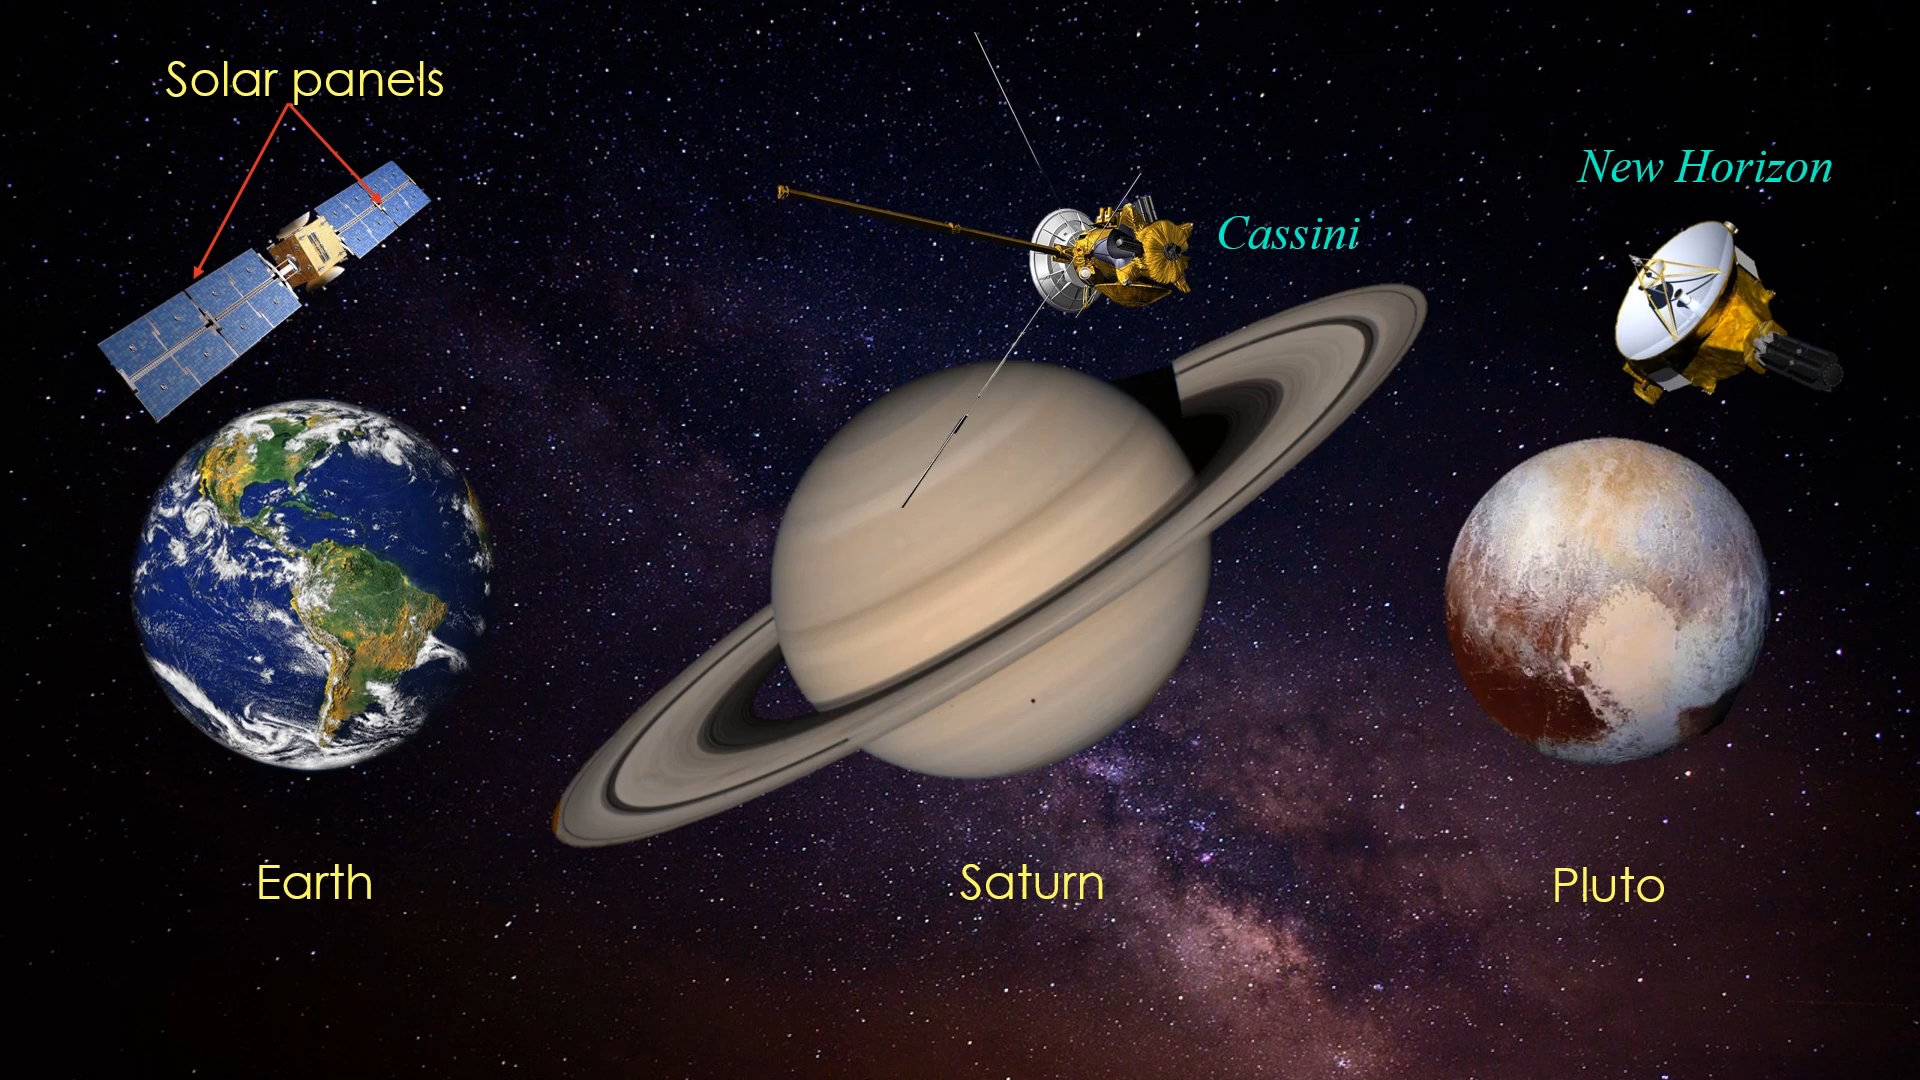 Solar panels
New Horizon
Cassini
Earth
Saturn
Pluto